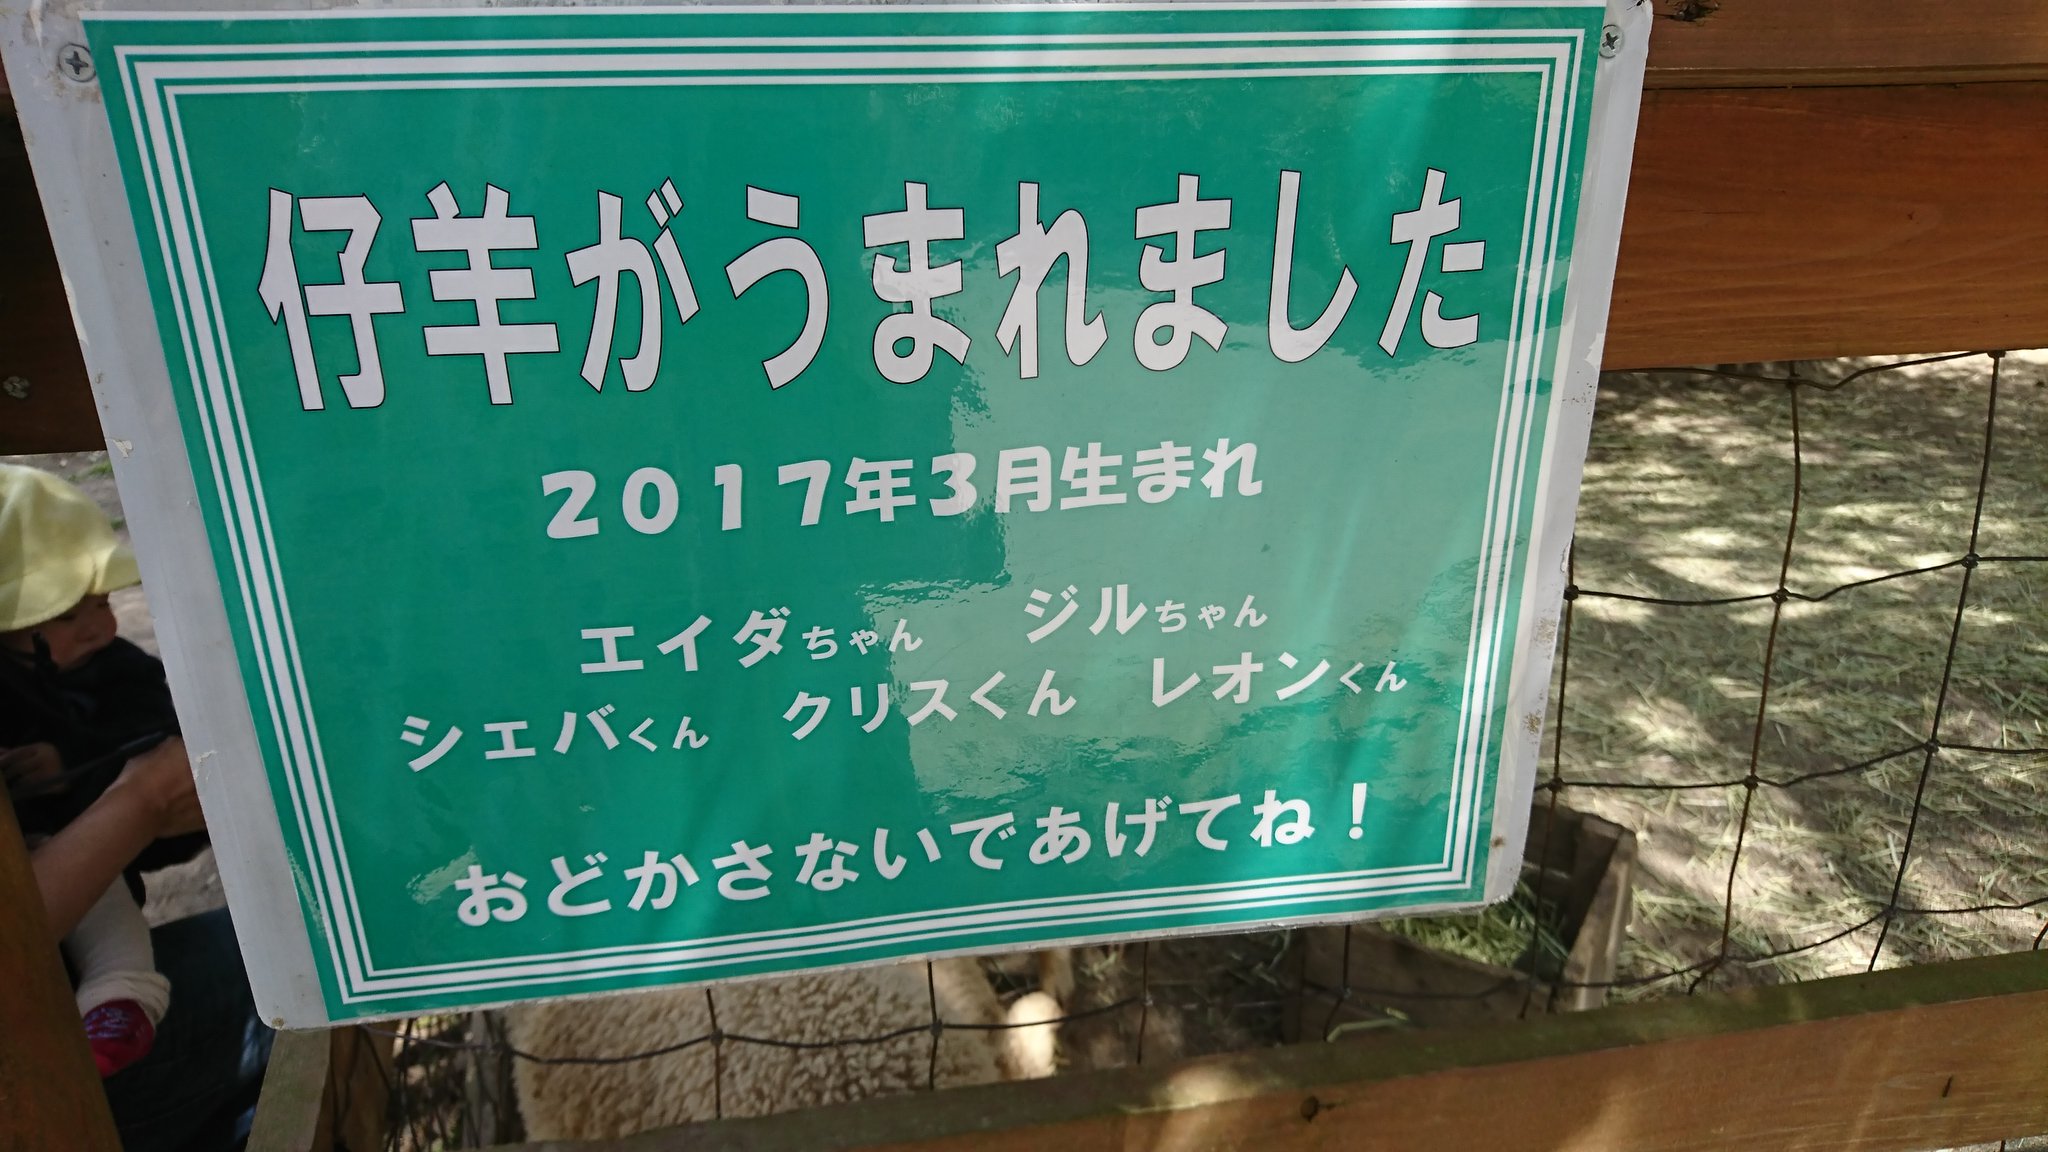 仔羊がうまれました
２０１７年３月生まれ
エイダちゃん　ジルちゃん
シェバくん　クリスくん　レオンくん
おどかさないであげてね！